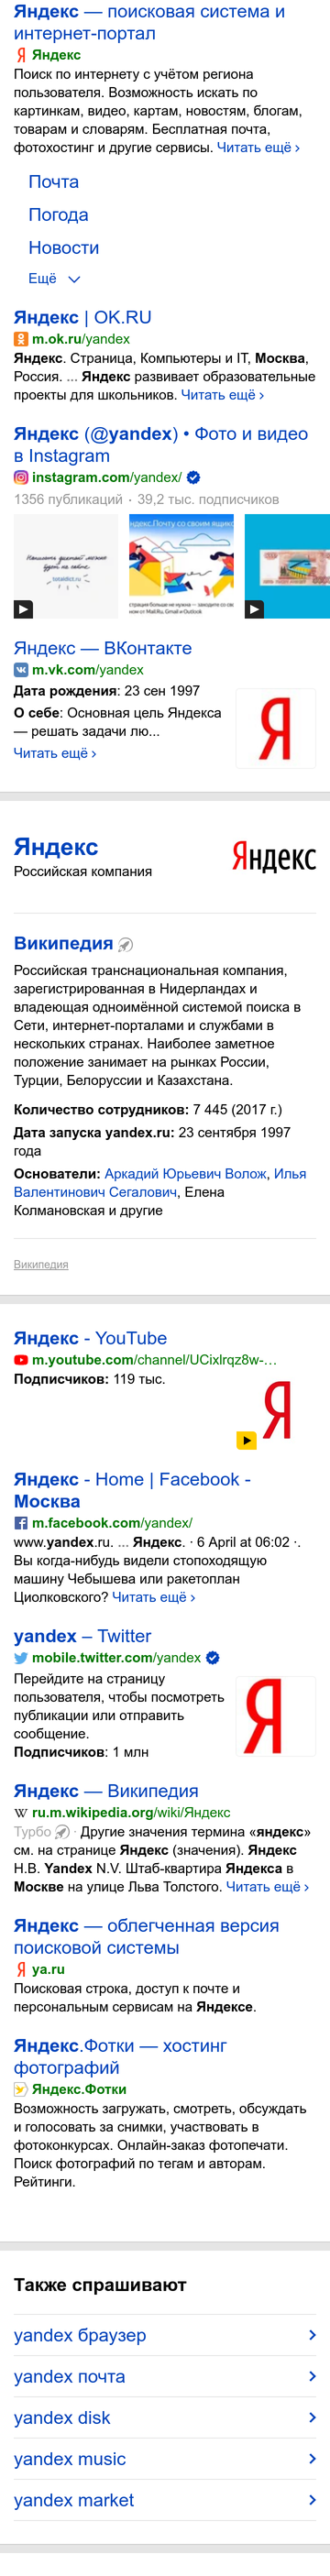 Яндекс — поисковая система и
интернет-портал
Яндекс
Поиск по интернету с учётом региона
пользователя. Возможность искать по
картинкам, видео, картам, новостям, блогам,
товарам и словарям. Бесплатная почта,
фотохостинг и другие сервисы. Читать ещё ›
Почта
Погода
Новости
Ещё
Яндекс | OK.RU
m.ok.ru/yandex
Яндекс. Страница, Компьютеры и IT, Москва,
Россия. ... Яндекс развивает образовательные
проекты для школьников. Читать ещё ›
Яндекс (@yandex) • Фото и видео
в Instagram
instagram.com/yandex/
1356 публикаций · 39,2 тыс. подписчиков
totaldict.ru
Яндекс — ВКонтакте
m.vk.com/yandex
Дата рождения: 23 сен 1997
О себе: Основная цель Яндекса
— решать задачи лю...
Читать ещё ›
Я
Яндекс
Российская компания
Яндекс
Википедия
Российская транснациональная компания,
зарегистрированная в Нидерландах и
владеющая одноимённой системой поиска в
Сети, интернет-порталами и службами в
нескольких странах. Наиболее заметное
положение занимает на рынках России,
Турции, Белоруссии и Казахстана.
Количество сотрудников: 7 445 (2017 г.)
Дата запуска yandex.ru: 23 сентября 1997
года
Основатели: Аркадий Юрьевич Волож, Илья
Валентинович Сегалович, Елена
Колмановская и другие
Википедия
Яндекс - YouTube
m.youtube.com/channel/UCixlrqz8w-...
Подписчиков: 119 тыс.
Я
Яндекс - Home | Facebook -
Москва
m.facebook.com/yandex/
www.yandex.ru. ... Яндекс. · 6 April at 06:02 ·.
Вы когда-нибудь видели стопоходящую
машину Чебышева или ракетоплан
Циолковского? Читать ещё ›
yandex – Twitter
mobile.twitter.com/yandex
Перейдите на страницу
пользователя, чтобы посмотреть
публикации или отправить
сообщение.
Подписчиков: 1 млн
Я
Яндекс — Википедия
ru.m.wikipedia.org/wiki/Яндекс
Турбо · Другие значения термина «яндекс»
см. на странице Яндекс (значения). Яндекс
Н.В. Yandex N.V. Штаб-квартира Яндекса в
Москве на улице Льва Толстого. Читать ещё ›
Яндекс — облегченная версия
поисковой системы
ya.ru
Поисковая строка, доступ к почте и
персональным сервисам на Яндексе.
Яндекс.Фотки — хостинг
фотографий
Яндекс.Фотки
Возможность загружать, смотреть, обсуждать
и голосовать за снимки, участвовать в
фотоконкурсах. Онлайн-заказ фотопечати.
Поиск фотографий по тегам и авторам.
Рейтинги.
Также спрашивают
yandex браузер
yandex почта
yandex disk
yandex music
yandex market